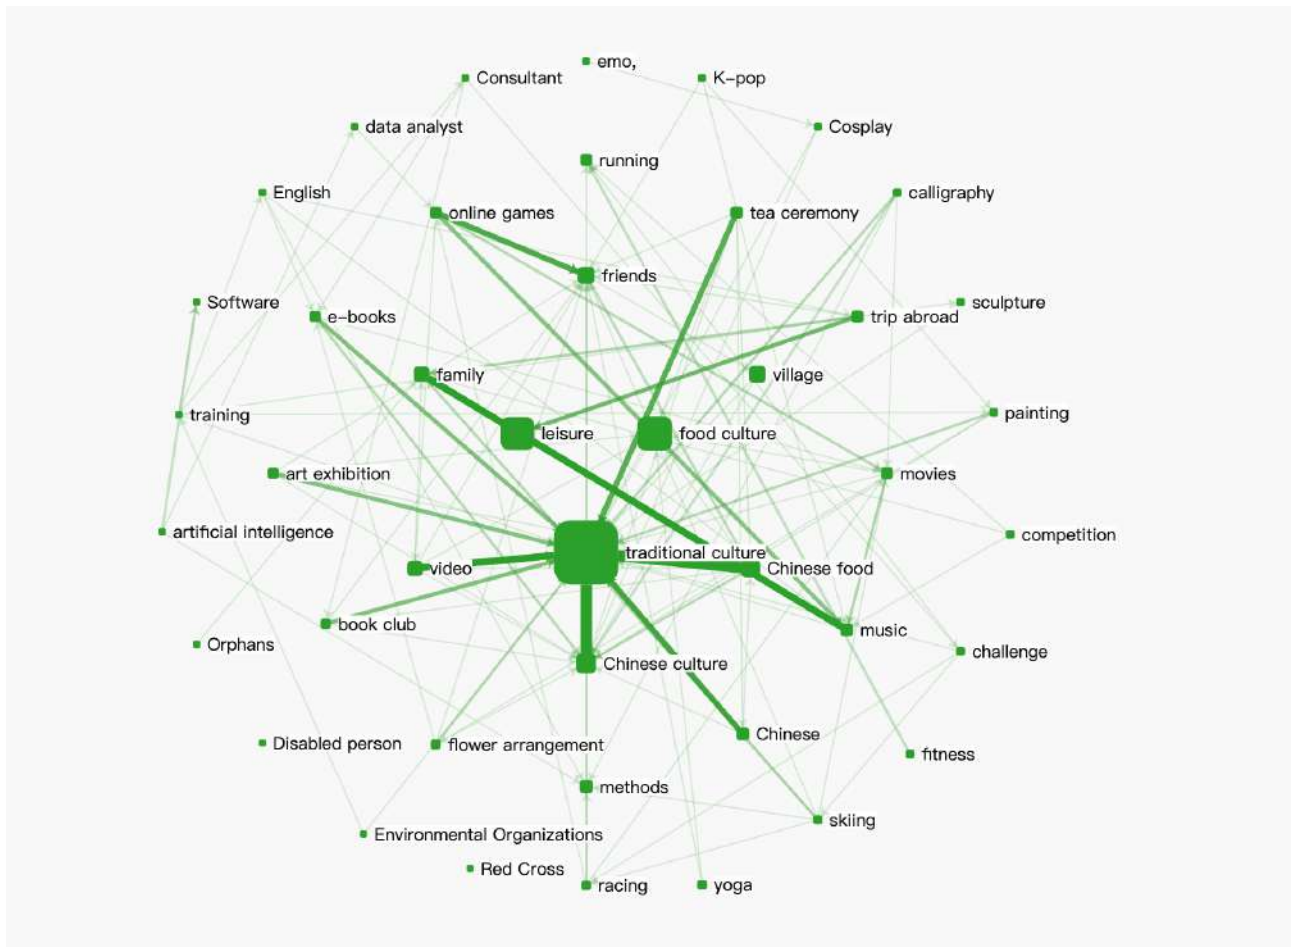 emo,
Consultant
K-pop
data analyst
Cosplay
running
English
calligraphy
online games
tea ceremony
friends
Software
sculpture
e-books
trip abroad
family
village
training
painting
leisure
food culture
art exhibition
movies
artificial intelligence
competition
traditional culture
video
Chinese food
book club
music
Orphans
challenge
Chinese culture
Chinese
Disabled person
flower arrangement
fitness
methods
skiing
Environmental Organizations
Red Cross
racing
yoga